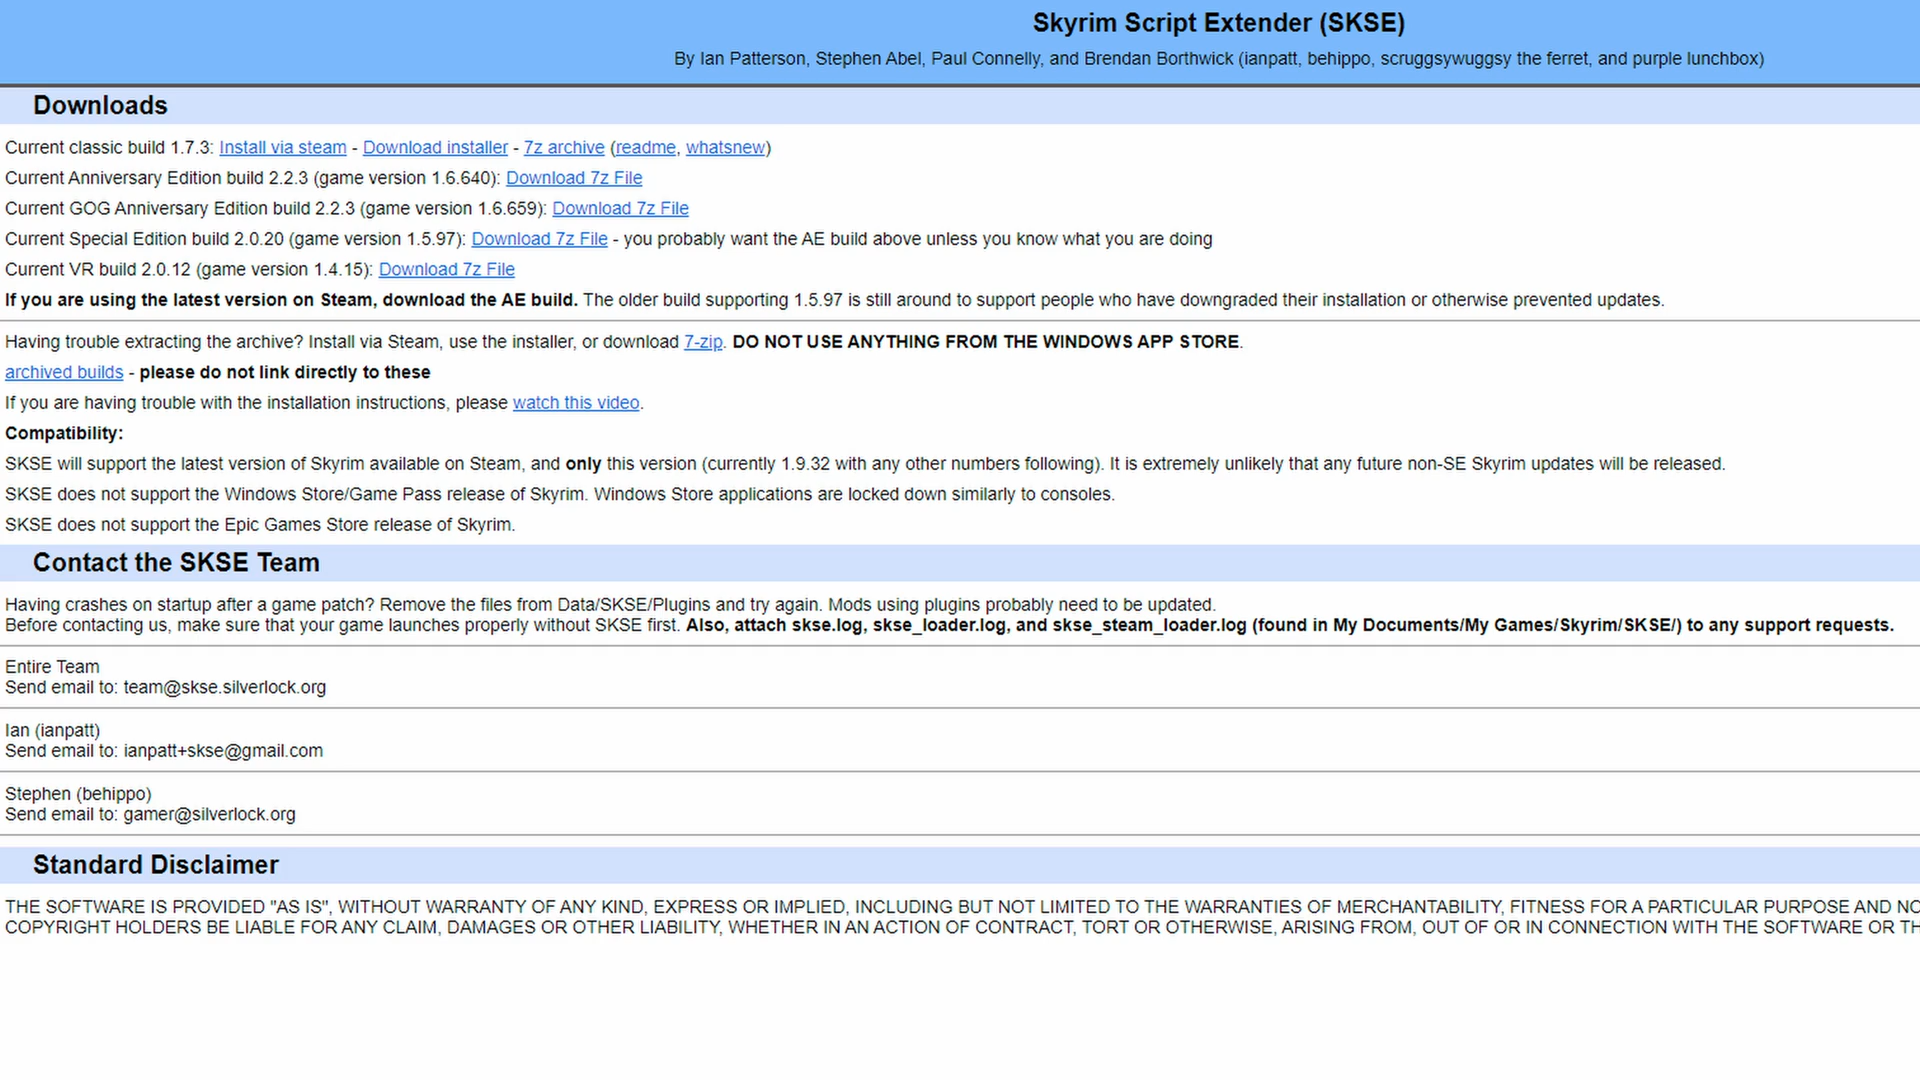 Skyrim Script Extender (SKSE)
By Ian Patterson, Stephen Abel, Paul Connelly, and Brendan Borthwick (ianpatt, behippo, scruggsywuggsy the ferret, and purple lunchbox)
Downloads
Current classic build 1.7.3: Install via steam - Download installer - 7z archive (readme, whatsnew)
Current Anniversary Edition build 2.2.3 (game version 1.6.640): Download 7z File
Current GOG Anniversary Edition build 2.2.3 (game version 1.6.659): Download 7z File
Current Special Edition build 2.0.20 (game version 1.5.97): Download 7z File - you probably want the AE build above unless you know what you are doing
Current VR build 2.0.12 (game version 1.4.15): Download 7z File
If you are using the latest version on Steam, download the AE build. The older build supporting 1.5.97 is still around to support people who have downgraded their installation or otherwise prevented updates.
Having trouble extracting the archive? Install via Steam, use the installer, or download 7-zip. DO NOT USE ANYTHING FROM THE WINDOWS APP STORE.
archived builds - please do not link directly to these
If you are having trouble with the installation instructions, please watch this video.
Compatibility:
SKSE will support the latest version of Skyrim available on Steam, and only this version (currently 1.9.32 with any other numbers following). It is extremely unlikely that any future non-SE Skyrim updates will be released.
SKSE does not support the Windows Store/Game Pass release of Skyrim. Windows Store applications are locked down similarly to consoles.
SKSE does not support the Epic Games Store release of Skyrim.
Contact the SKSE Team
Having crashes on startup after a game patch? Remove the files from Data/SKSE/Plugins and try again. Mods using plugins probably need to be updated.
Before contacting us, make sure that your game launches properly without SKSE first. Also, attach skse.log, skse_loader.log, and skse_steam_loader.log (found in My Documents/My Games/Skyrim/SKSE/) to any support requests.
Entire Team
Send email to: team@skse.silverlock.org
Ian (ianpatt)
Send email to: ianpatt+skse@gmail.com
Stephen (behippo)
Send email to: gamer@silverlock.org
Standard Disclaimer
THE SOFTWARE IS PROVIDED "AS IS", WITHOUT WARRANTY OF ANY KIND, EXPRESS OR IMPLIED, INCLUDING BUT NOT LIMITED TO THE WARRANTIES OF MERCHANTABILITY, FITNESS FOR A PARTICULAR PURPOSE AND
COPYRIGHT HOLDERS BE LIABLE FOR ANY CLAIM, DAMAGES OR OTHER LIABILITY, WHETHER IN AN ACTION OF CONTRACT, TORT OR OTHERWISE, ARISING FROM, OUT OF OR IN CONNECTION WITH THE SOFTWARE OR